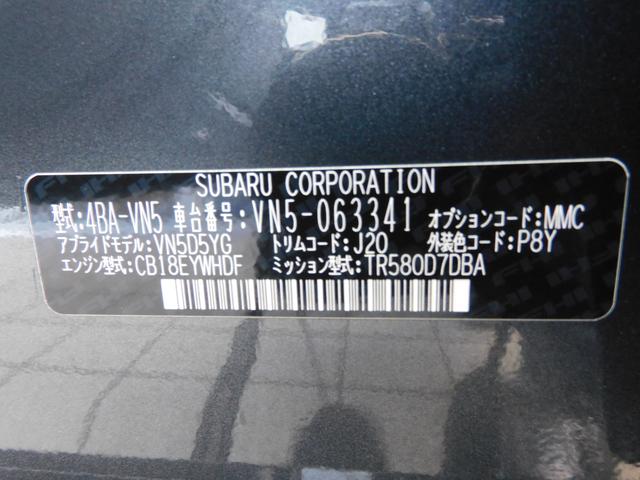 SUBARU CORPORATION
型式:4BA-VN5 車台番号:VN5-063341 オプションコード:MMC
アプライドモデル:VN5D5YG トリムコード:J20 外装色コード:P8Y
エンジン型式:CB18EYWHDF ミッション型式:TR580D7DBA